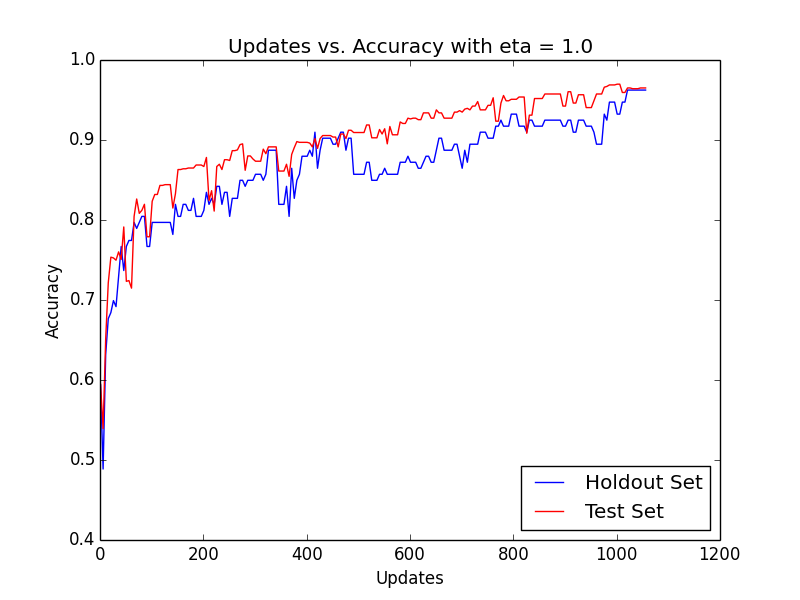 Updates vs. Accuracy with eta = 1.0
1.0
0.9
0.8
0.7
0.6
0.5
0.4
Accuracy
0 200 400 600 800 1000 1200
Updates
Holdout Set
Test Set